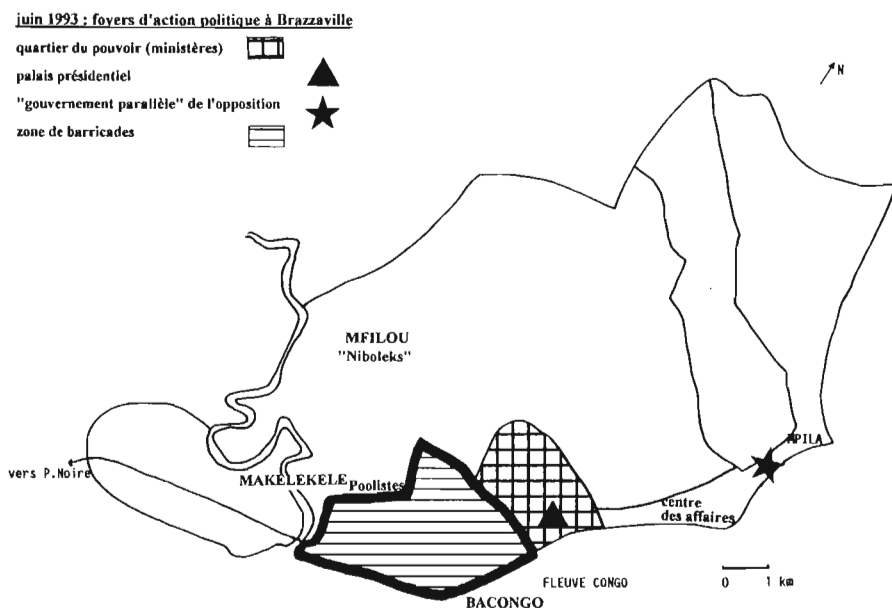 juin 1993 : foyers d'action politique à Brazzaville
quartier du pouvoir (ministères)
palais présidentiel
"gouvernement parallèle" de l'opposition
zone de barricades
N
MFILOU
"Niboleks"
MPILA
vers P.Noire
MAKELEKELE
Poolistes
centre
des affaires
FLEUVE CONGO
0 1 km
BACONGO